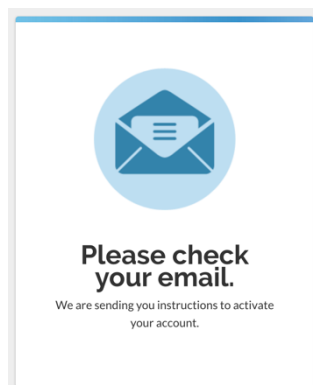 Please check
your email.
We are sending you instructions to activate
your account.